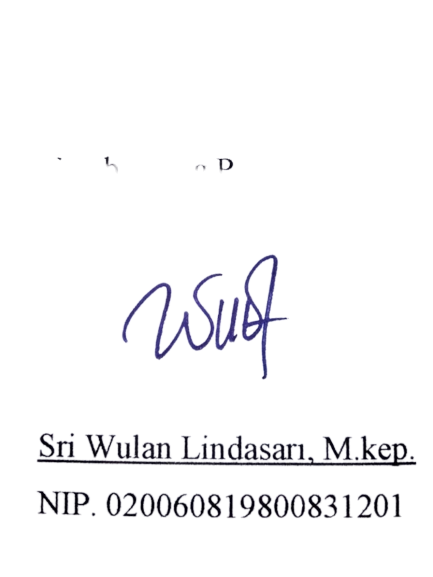 Sri Wulan Lindasari, M.kep.
NIP. 020060819800831201